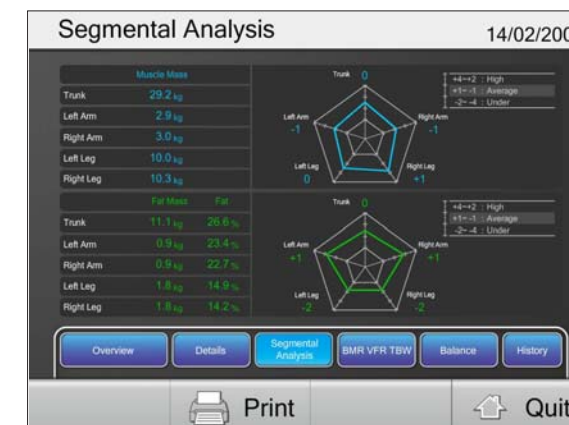 Segmental Analysis
14/02/200
Muscle Mass
Trunk 29.2 kg
Left Arm 2.9 kg
Right Arm 3.0 kg
Left Leg 10.0 kg
Right Leg 10.3 kg
Trunk 0
Left Arm -1
Right Arm -1
Left Leg 0
Right Leg +1
+4~+2 : High
+1~ -1 : Average
-2~ -4 : Under
Fat Mass Fat
Trunk 11.1 kg 26.6 %
Left Arm 0.9 kg 23.4 %
Right Arm 0.9 kg 22.7 %
Left Leg 1.8 kg 14.9 %
Right Leg 1.8 kg 14.2 %
Trunk 0
Left Arm +1
Right Arm +1
Left Leg -2
Right Leg -2
+4~+2 : High
+1~ -1 : Average
-2~ -4 : Under
Overview
Details
Segmental
Analysis
BMR VFR TBW
Balance
History
Print
Quit